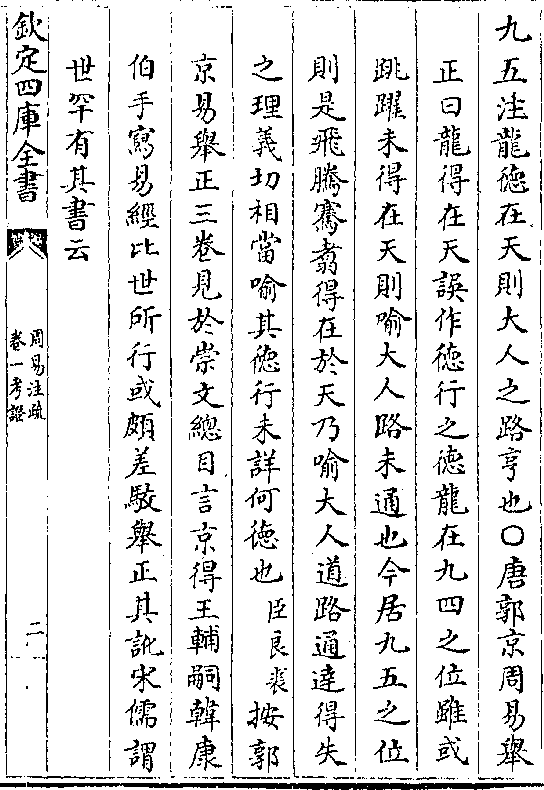 九五注龍德在天則大人之路亨也〇唐郭京周易舉
正曰龍得在天誤作德行之德龍在九四之位雖或
跳躍未得在天則喻大人路未通也今居九五之位
則是飛騰騫翥得在於天乃喻大人道路通達得失
之理義切相當喻其德行未詳何德也臣良裘按郭
京易舉正三卷見於崇文總目言京得王輔嗣韓康
伯手寫易經比世所行或頗差駮舉正其訛宋儒謂
世罕有其書云
欽定四庫全書
周易注疏
卷一考證
二